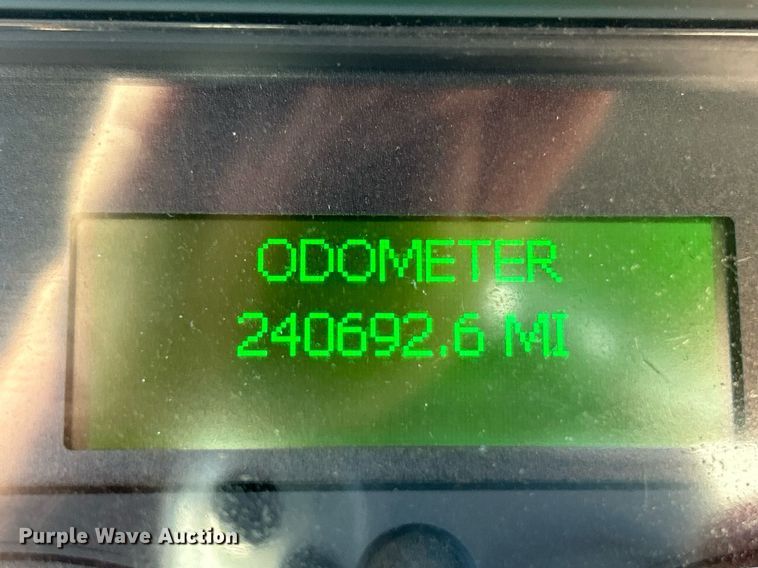 ODOMETER
240692.6 MI
Purple Wave Auction